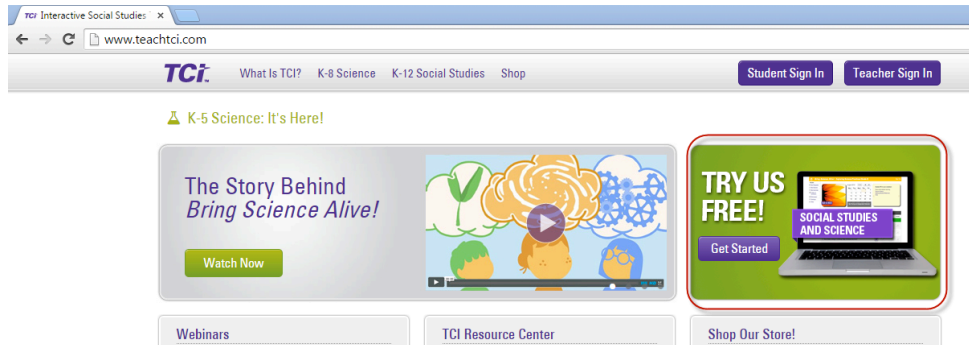 TCi Interactive Social Studies
www.teachtci.com
TCi
What Is TCI? K-8 Science K-12 Social Studies Shop
Student Sign In Teacher Sign In
K-5 Science: It's Here!
The Story Behind
Bring Science Alive!
Watch Now
TRY US
FREE!
Get Started
SOCIAL STUDIES
AND SCIENCE
Webinars
TCI Resource Center
Shop Our Store!